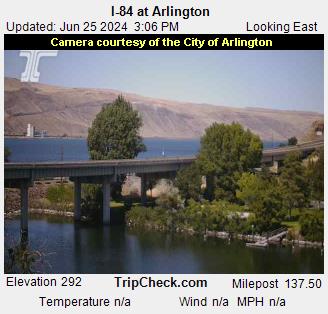 I-84 at Arlington
Updated: Jun 25 2024 3:06 PM Looking East
Camera courtesy of the City of Arlington
Elevation 292 TripCheck.com Milepost 137.50
Temperature n/a Wind n/a MPH n/a